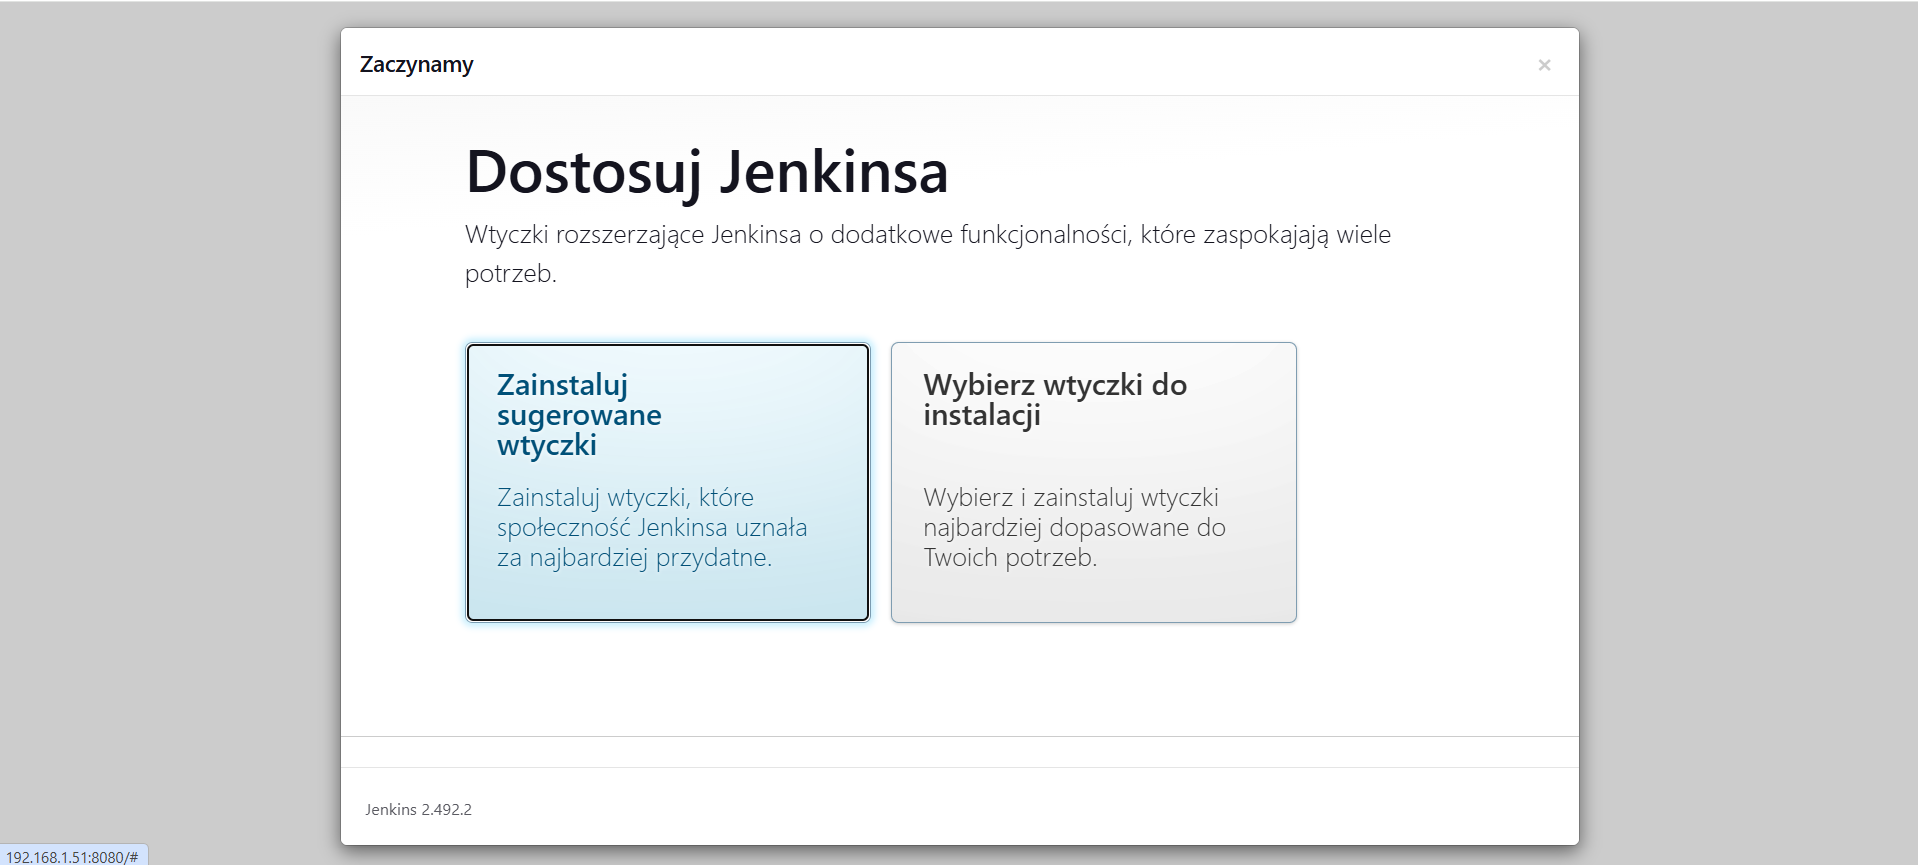 Zaczynamy
×
Dostosuj Jenkinsa
Wtyczki rozszerzające Jenkinsa o dodatkowe funkcjonalności, które zaspokajają wiele
potrzeb.
Zainstaluj
sugerowane
wtyczki
Zainstaluj wtyczki, które
społeczność Jenkinsa uznała
za najbardziej przydatne.
Wybierz wtyczki do
instalacji
Wybierz i zainstaluj wtyczki
najbardziej dopasowane do
Twoich potrzeb.
Jenkins 2.492.2
192.168.1.51:8080/#